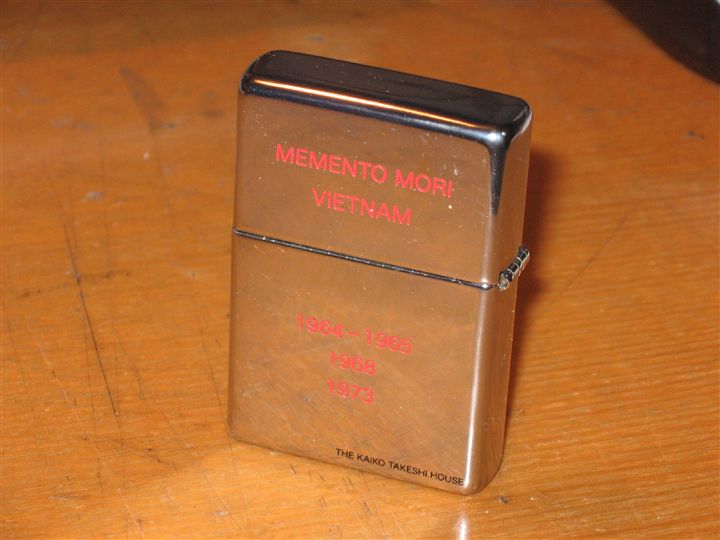 MEMENTO MORI
VIETNAM
1964-1965
1968
1973
THE KAIKO TAKESHI HOUSE